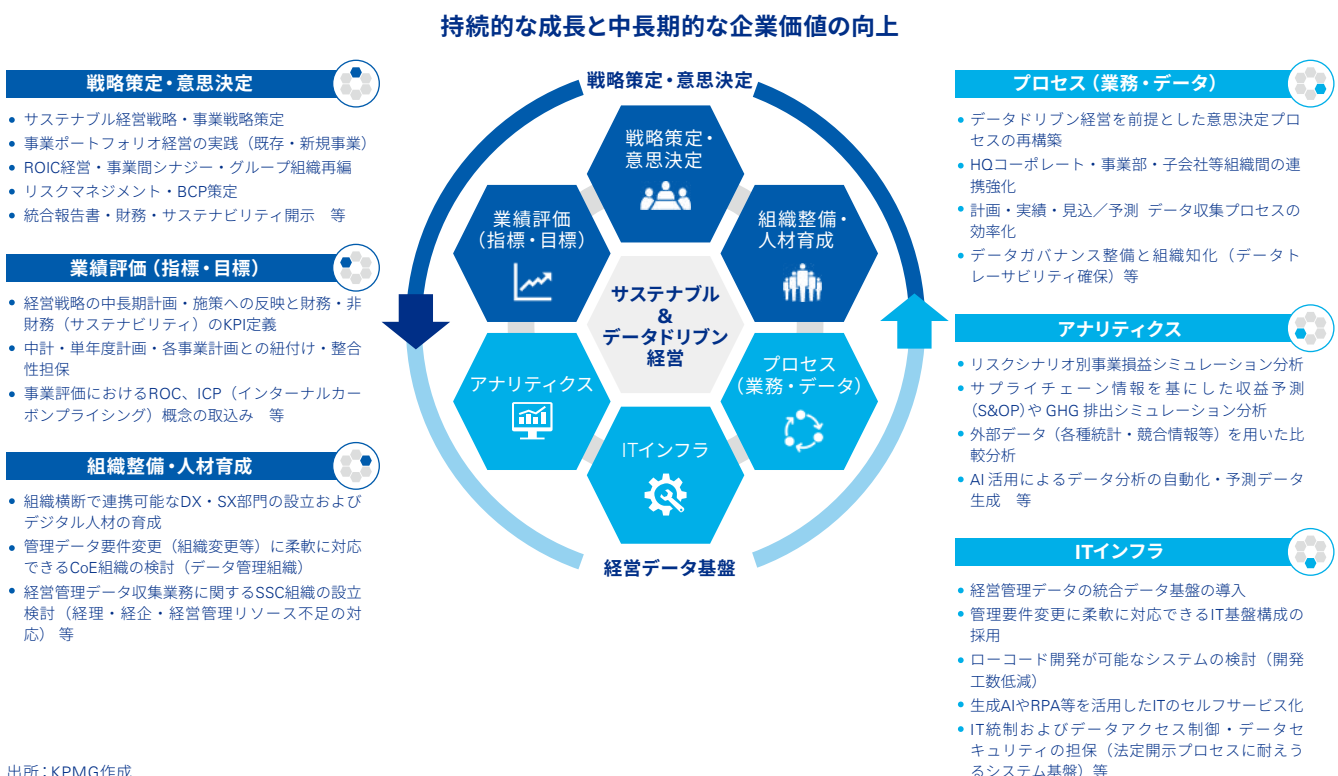 持続的な成長と中長期的な企業価値の向上
戦略策定・意思決定
• サステナブル経営戦略・事業戦略策定
• 事業ポートフォリオ経営の実践（既存・新規事業）
• ROIC経営・事業間シナジー・グループ組織再編
• リスクマネジメント・BCP策定
• 統合報告書・財務・サステナビリティ開示　等
業績評価（指標・目標）
• 経営戦略の中長期計画・施策への反映と財務・非
財務（サステナビリティ）のKPI定義
• 中計・単年度計画・各事業計画との紐付け・整合
性担保
• 事業評価におけるROC、ICP（インターナルカー
ボンプライシング）概念の取込み　等
組織整備・人材育成
• 組織横断で連携可能なDX・SX部門の設立および
デジタル人材の育成
• 管理データ要件変更（組織変更等）に柔軟に対応
できるCoE組織の検討（データ管理組織）
• 経営管理データ収集業務に関するSSC組織の設立
検討（経理・経企・経営管理リソース不足の対
応） 等
戦略策定・意思決定
戦略策定・
意思決定
業績評価
（指標・目標）
組織整備・
人材育成
サステナブル
&
データドリブン
経営
アナリティクス
プロセス
（業務・データ）
ITインフラ
経営データ基盤
プロセス（業務・データ）
• データドリブン経営を前提とした意思決定プロ
セスの再構築
• HQコーポレート・事業部・子会社等組織間の連
携強化
• 計画・実績・見込／予測 データ収集プロセスの
効率化
• データガバナンス整備と組織知化（データト
レーサビリティ確保）等
アナリティクス
• リスクシナリオ別事業損益シミュレーション分析
• サプライチェーン情報を基にした収益予測
（S&OP）や GHG 排出シミュレーション分析
• 外部データ（各種統計・競合情報等）を用いた比
較分析
• AI 活用によるデータ分析の自動化・予測データ
生成　等
ITインフラ
• 経営管理データの統合データ基盤の導入
• 管理要件変更に柔軟に対応できるIT基盤構成の
採用
• ローコード開発が可能なシステムの検討（開発
工数低減）
• 生成AIやRPA等を活用したITのセルフサービス化
• IT統制およびデータアクセス制御・データセ
キュリティの担保（法定開示プロセスに耐えう
るシステム基盤）等
出所：KPMG作成